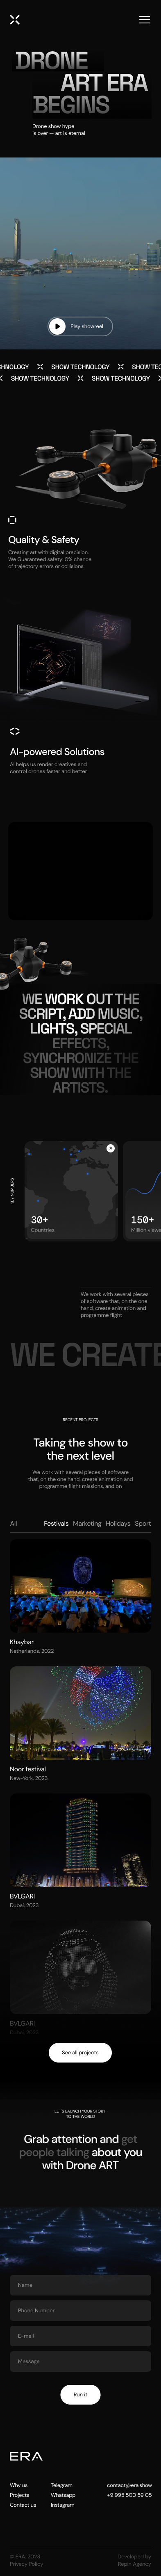 DRONE
ART ERA
BEGINS
Drone show hype
is over — art is eternal
Play showreel
SHOW TECHNOLOGY
SHOW TECHNOLOGY SHOW TECHNOLOGY
Quality & Safety
Creating art with digital precision.
We Guaranteed safety: 0% chance
of trajectory errors or collisions.
AI-powered Solutions
AI helps us render creatives and
control drones faster and better
WE WORK OUT THE
SCRIPT, ADD MUSIC,
LIGHTS, SPECIAL
EFFECTS,
SYNCHRONIZE THE
SHOW WITH THE
ARTISTS.
KEY NUMBERS
30+
Countries
150+
Million views
We work with several pieces
of software that, on the one
hand, create animation and
programme flight
WE CREATE
RECENT PROJECTS
Taking the show to
the next level
We work with several pieces of software
that, on the one hand, create animation and
programme flight missions, and on
All Festivals Marketing Holidays Sport
Khaybar
Netherlands, 2022
Noor festival
New-York, 2023
BVLGARI
Dubai, 2023
BVLGARI
Dubai, 2023
See all projects
LET'S LAUNCH YOUR STORY
TO THE WORLD
Grab attention and get
people talking about you
with Drone ART
Name
Phone Number
E-mail
Message
Run it
ERA
Why us Telegram contact@era.show
Projects Whatsapp +9 995 500 59 05
Contact us Instagram
© ERA, 2023 Developed by
Privacy Policy Repin Agency